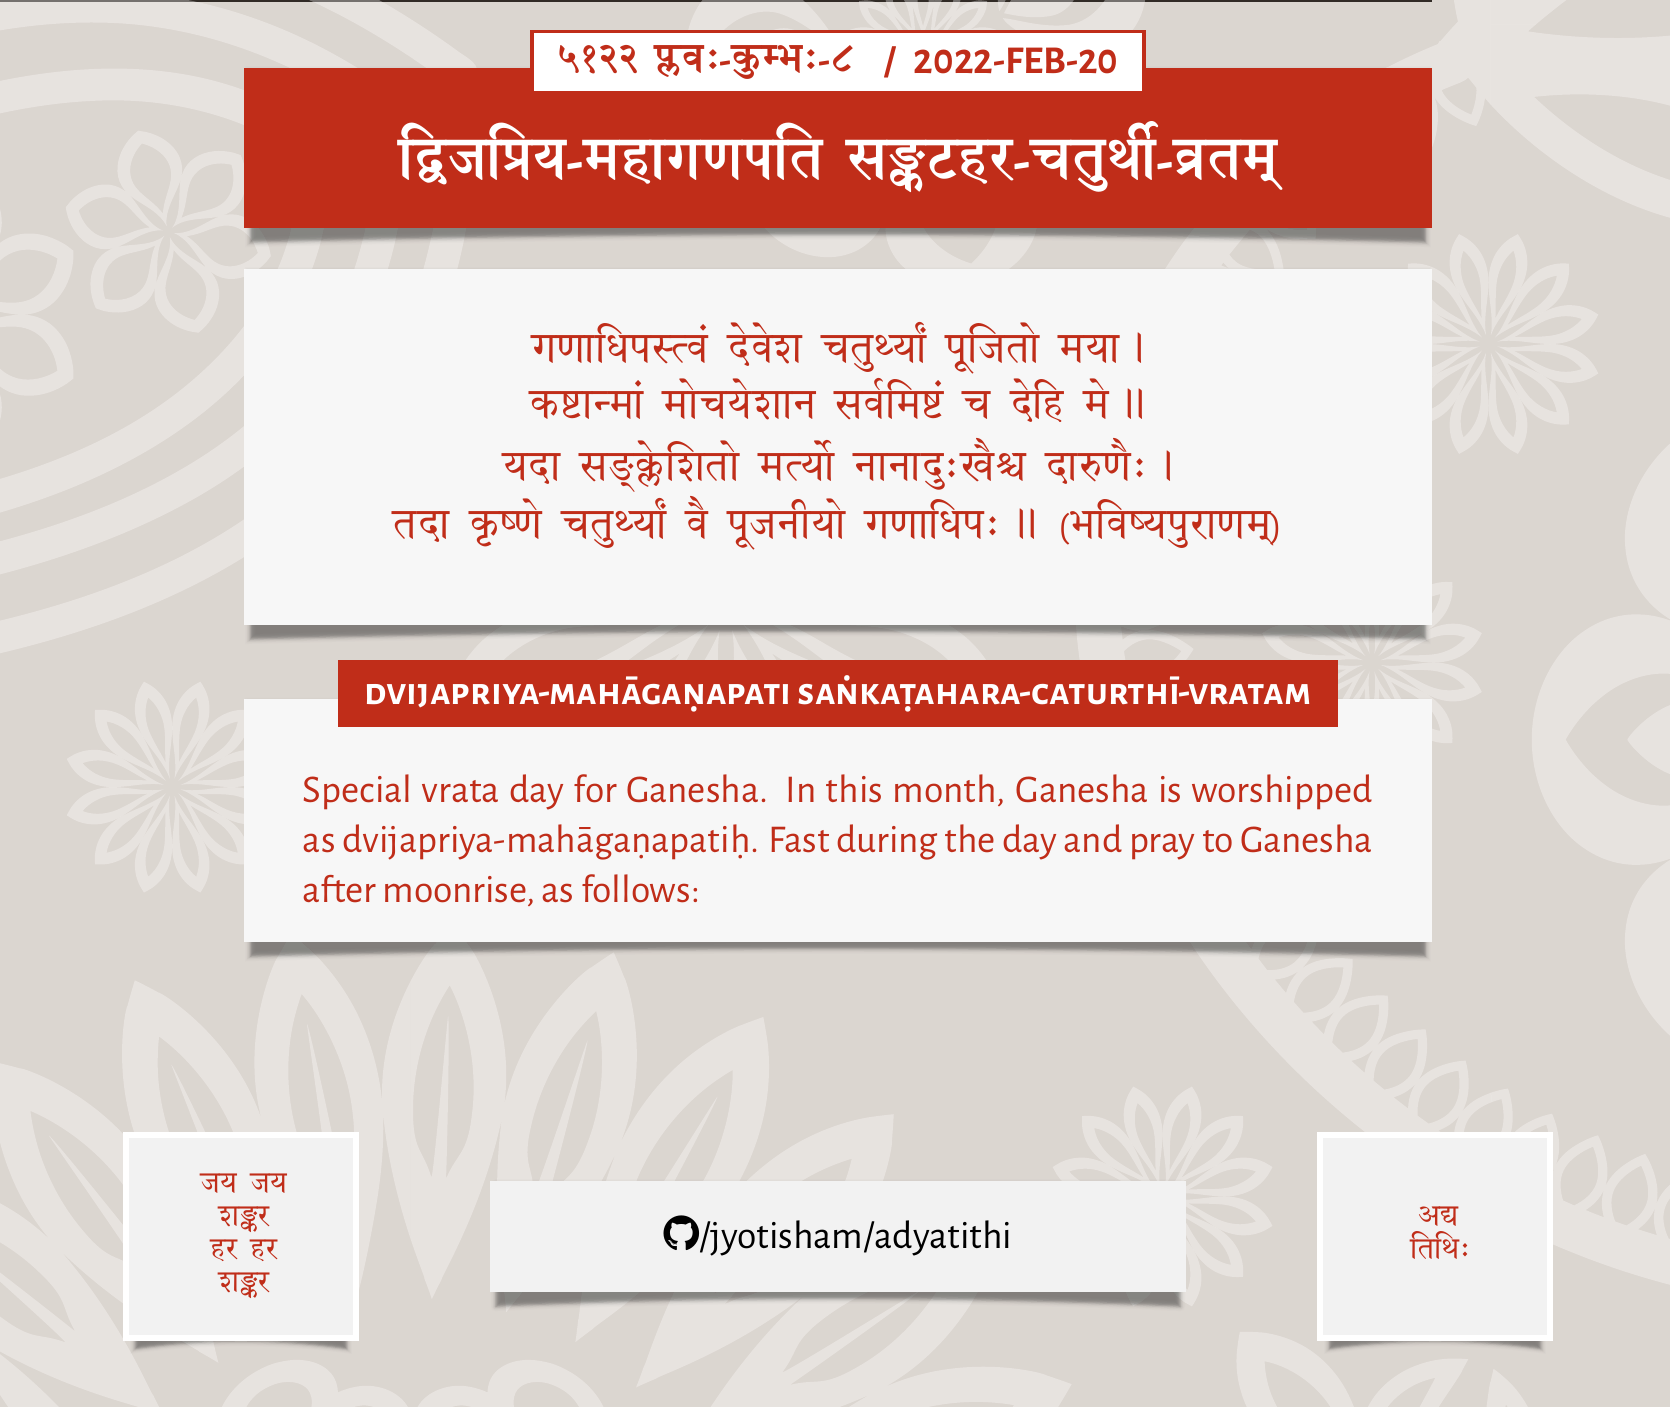 ५१२२ प्लवः-कुम्भः-८ / 2022-FEB-20
द्विजप्रिय-महागणपति सङ्कटहर-चतुर्थी-व्रतम्
गणाधिपस्त्वं देवेश चतुर्थ्यां पूजितो मया।
कष्टान्मां मोचयेशान सर्वमिष्टं च देहि मे॥
यदा सङ्क्लेशितो मर्त्यो नानादुःखैश्च दारुणैः।
तदा कृष्णे चतुर्थ्यां वै पूजनीयो गणाधिपः॥ (भविष्यपुराणम्)
DVIJAPRIYA-MAHĀGAṆAPATI SAṄKAṬAHARA-CATURTHĪ-VRATAM
Special vrata day for Ganesha. In this month, Ganesha is worshipped
as dvijapriya-mahāgaṇapatiḥ. Fast during the day and pray to Ganesha
after moonrise, as follows:
जय जय
शङ्कर
हर हर
शङ्कर
/jyotisham/adyatithi
अद्य
तिथिः